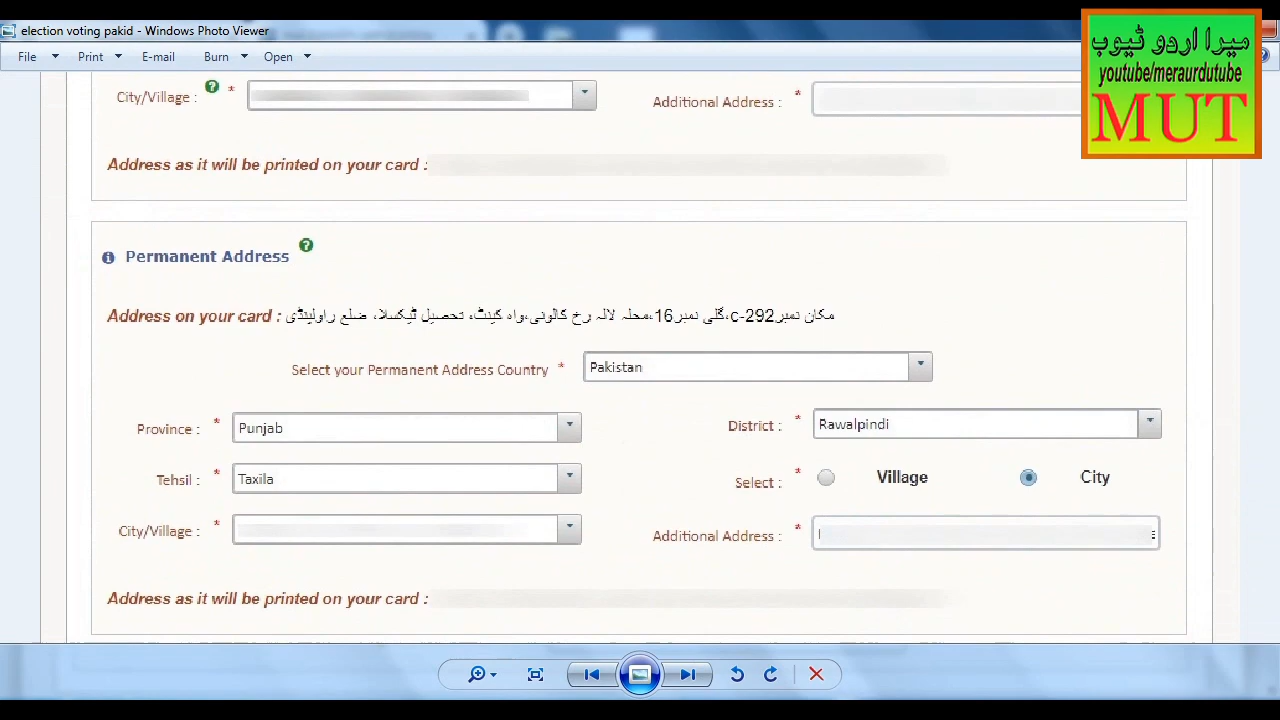 election voting pakid - Windows Photo Viewer
میرا اردو ٹیوب
youtube/meraurdutube
MUT
File Print E-mail Burn Open
City/Village : ? *
Additional Address : *
Address as it will be printed on your card :
Permanent Address ?
Address on your card : مکان نمبر c-292،گلی نمبر 16،محلہ لالہ رخ کالونی،واہ کینٹ، تحصیل ٹیکسلا، ضلع راولپنڈی
Select your Permanent Address Country * Pakistan
Province : * Punjab
District : * Rawalpindi
Tehsil : * Taxila
Select : * Village City
City/Village : *
Additional Address : *
Address as it will be printed on your card :